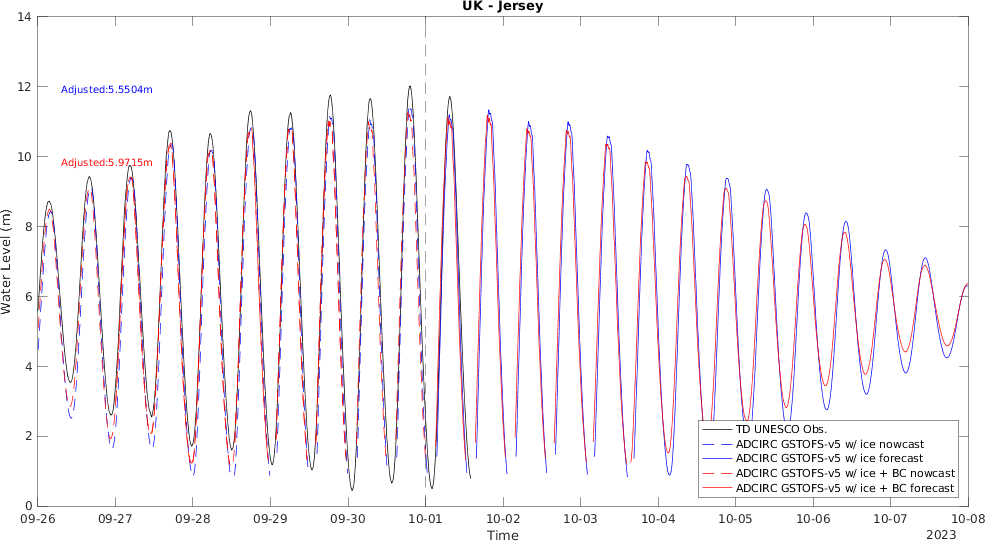 UK - Jersey
14
12
10
8
6
4
2
0
Water Level (m)
Adjusted:5.5504m
Adjusted:5.9715m
TD UNESCO Obs.
ADCIRC GSTOFS-v5 w/ ice nowcast
ADCIRC GSTOFS-v5 w/ ice forecast
ADCIRC GSTOFS-v5 w/ ice + BC nowcast
ADCIRC GSTOFS-v5 w/ ice + BC forecast
09-26 09-27 09-28 09-29 09-30 10-01 10-02 10-03 10-04 10-05 10-06 10-07 10-08
Time
2023